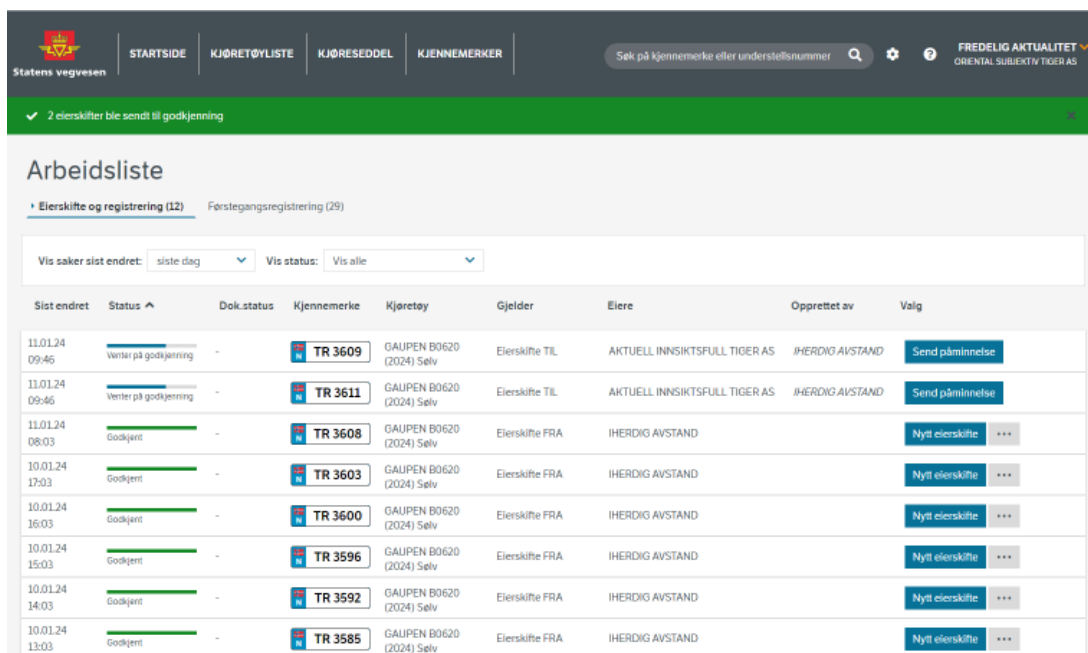 Statens vegvesen
STARTSIDE KJØRETØYLISTE KJØRESEDDEL KJENNEMERKER
Søk på kjennemerke eller understellsnummer
FREDELIG AKTUALITET
ORIENTAL SUBJEKTIV TIGER AS
2 eierskifter ble sendt til godkjenning
Arbeidsliste
Eierskifte og registrering (12) Førstegangsregistrering (29)
Vis saker sist endret: siste dag Vis status: Vis alle
Sist endret Status Dok.status Kjennemerke Kjøretøy Gjelder Eiere Opprettet av Valg
11.01.24 09:46 Venter på godkjenning - N TR 3609 GAUPEN B0620 (2024) Sølv Eierskifte TIL AKTUELL INNSIKTSFULL TIGER AS IHERDIG AVSTAND Send påminnelse
11.01.24 09:46 Venter på godkjenning - N TR 3611 GAUPEN B0620 (2024) Sølv Eierskifte TIL AKTUELL INNSIKTSFULL TIGER AS IHERDIG AVSTAND Send påminnelse
11.01.24 08:03 Godkjent - N TR 3608 GAUPEN B0620 (2024) Sølv Eierskifte FRA IHERDIG AVSTAND Nytt eierskifte ...
10.01.24 17:03 Godkjent - N TR 3603 GAUPEN B0620 (2024) Sølv Eierskifte FRA IHERDIG AVSTAND Nytt eierskifte ...
10.01.24 16:03 Godkjent - N TR 3600 GAUPEN B0620 (2024) Sølv Eierskifte FRA IHERDIG AVSTAND Nytt eierskifte ...
10.01.24 15:03 Godkjent - N TR 3596 GAUPEN B0620 (2024) Sølv Eierskifte FRA IHERDIG AVSTAND Nytt eierskifte ...
10.01.24 14:03 Godkjent - N TR 3592 GAUPEN B0620 (2024) Sølv Eierskifte FRA IHERDIG AVSTAND Nytt eierskifte ...
10.01.24 13:03 Godkjent - N TR 3585 GAUPEN B0620 (2024) Sølv Eierskifte FRA IHERDIG AVSTAND Nytt eierskifte ...